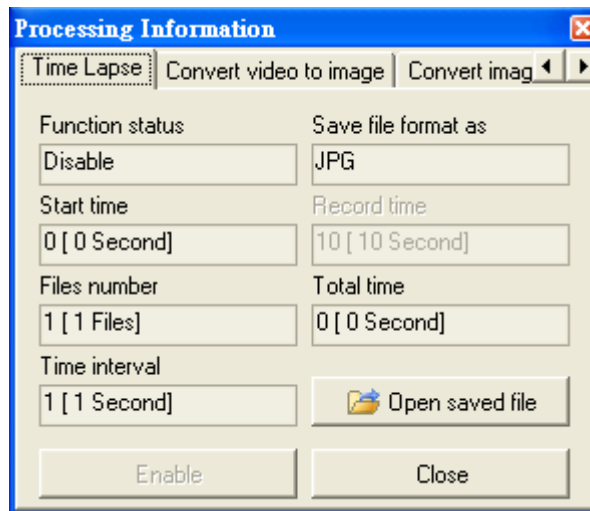 Processing Information
Time Lapse Convert video to image Convert imag
Function status Save file format as
Disable JPG
Start time Record time
0 [ 0 Second] 10 [ 10 Second]
Files number Total time
1 [ 1 Files] 0 [ 0 Second]
Time interval
1 [ 1 Second] Open saved file
Enable Close